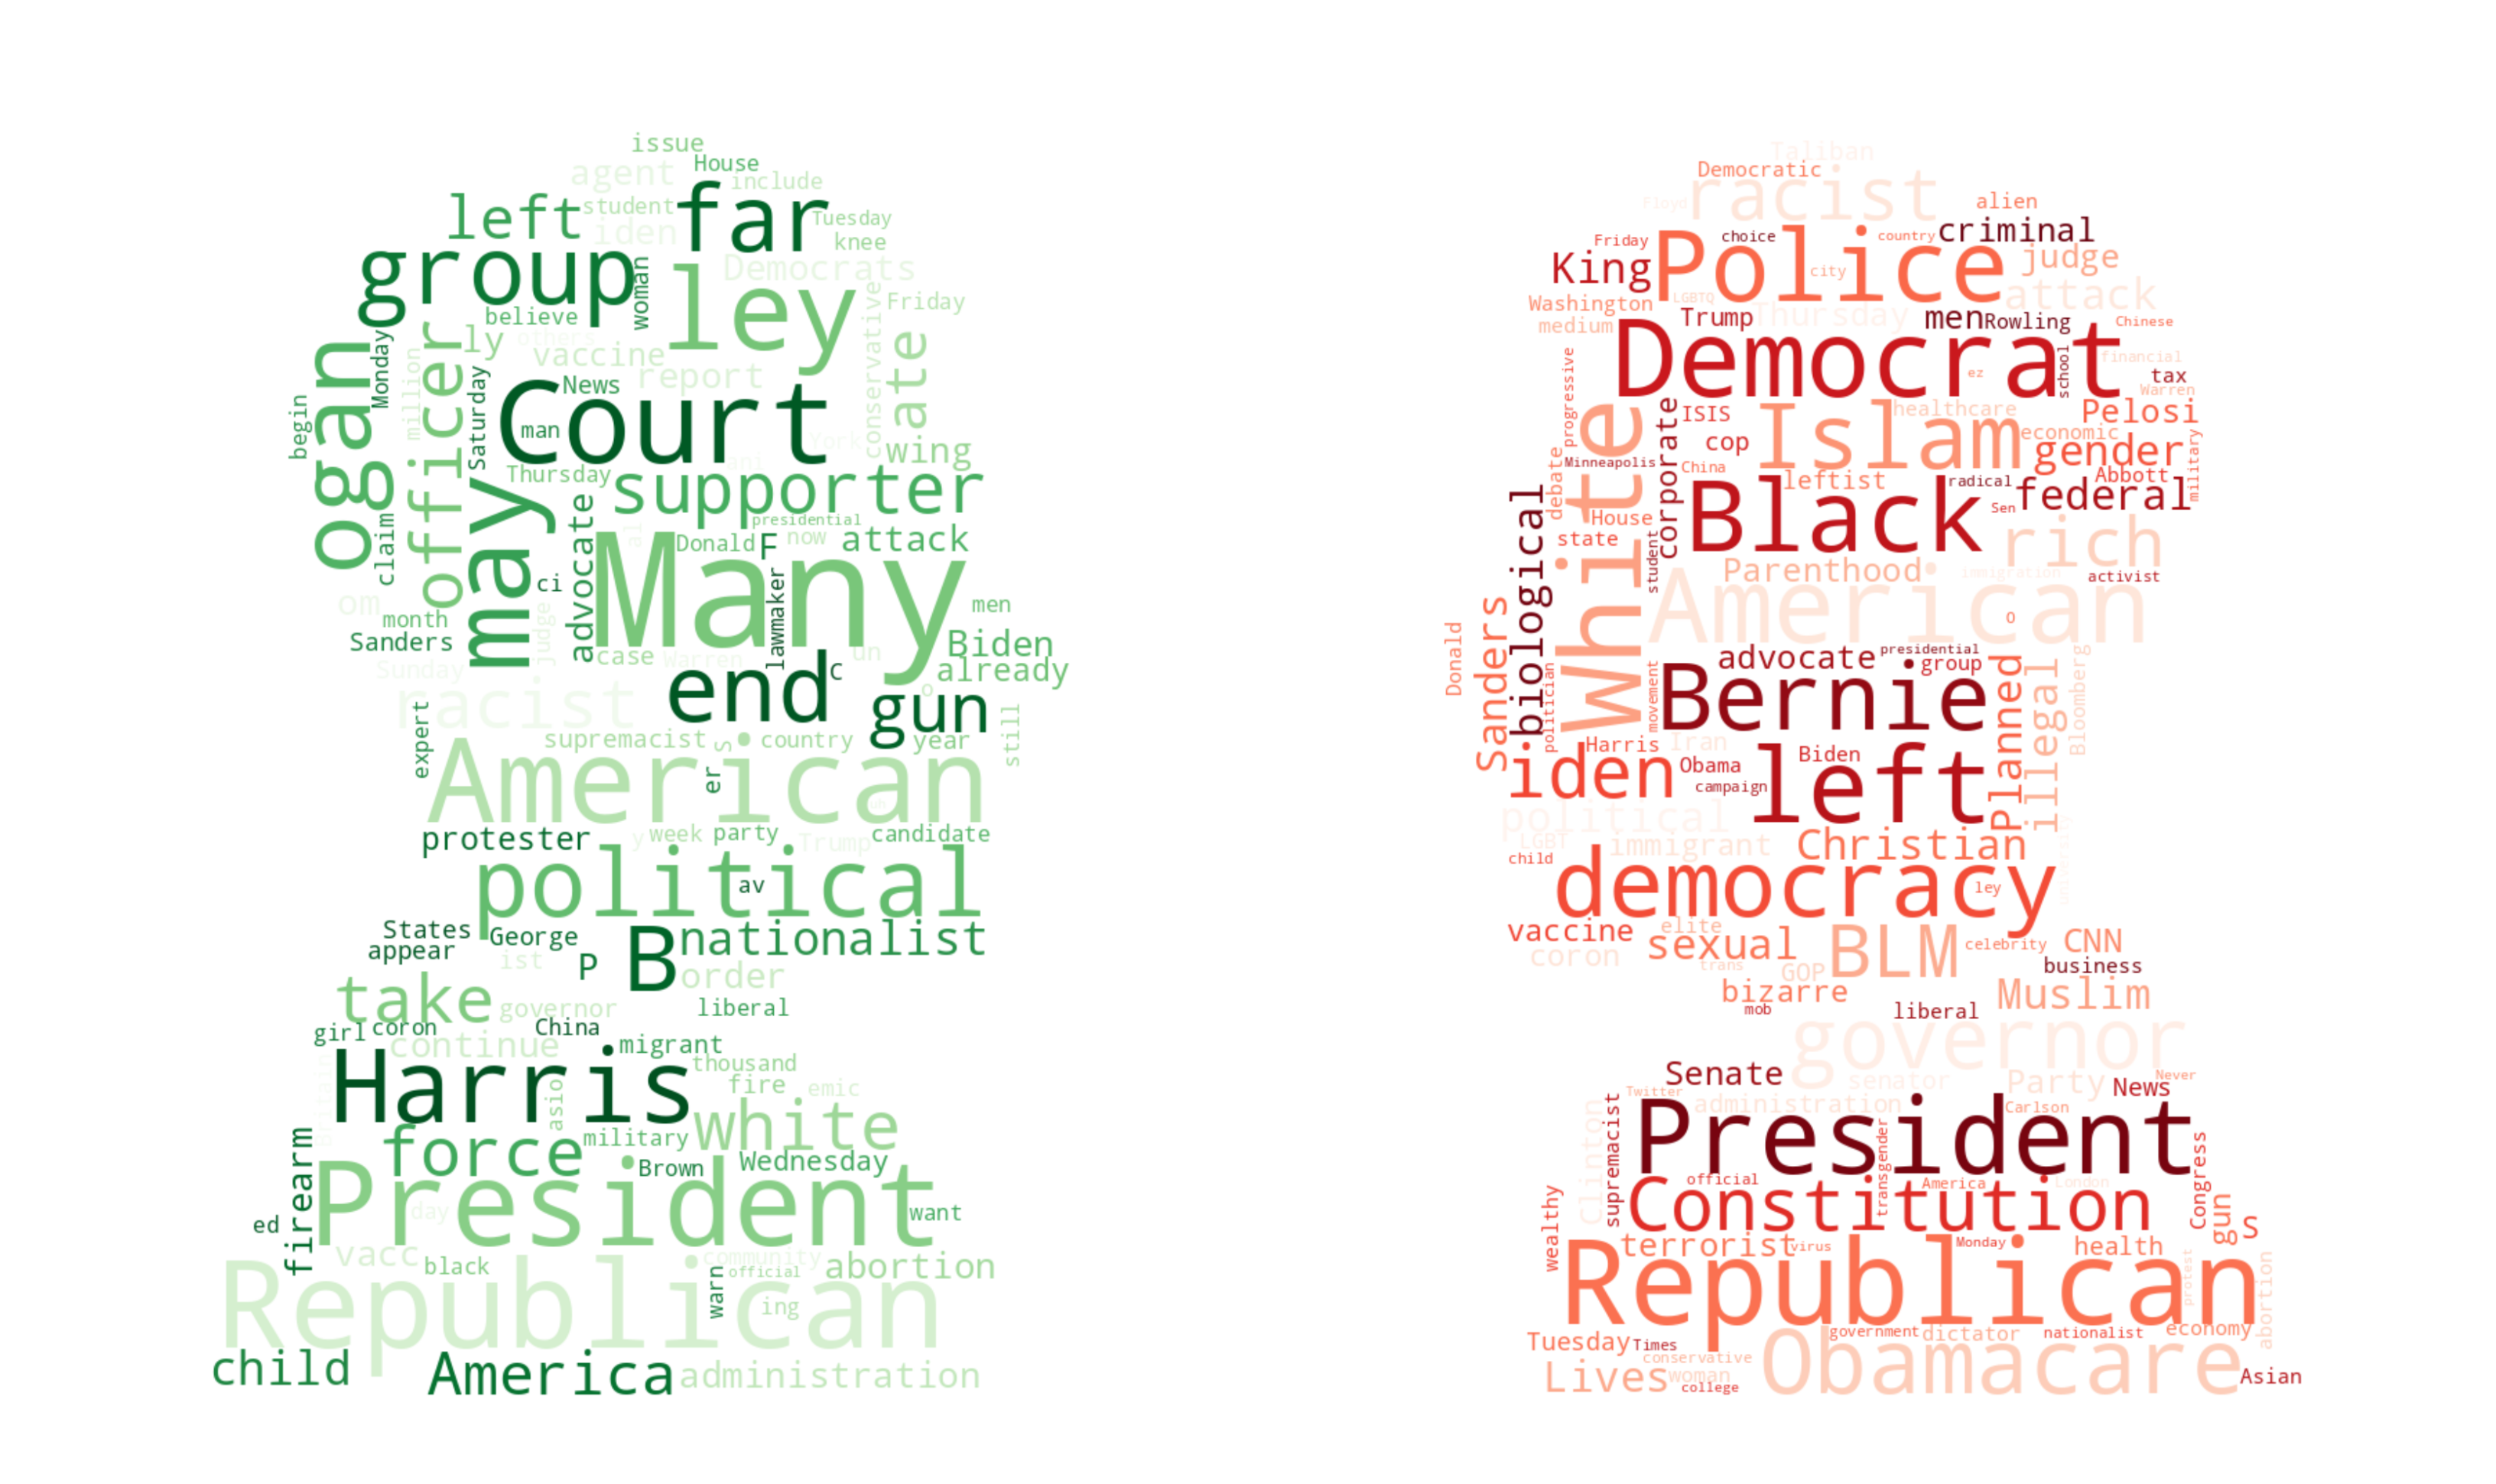 issue
House
agent
include
left
student
far
Tuesday
iden
knee
group
woman
Democrats
ley
believe
conservative
Friday
officer
ly
others
vaccine
ate
ogan
Monday
million
report
Saturday
Court
News
begin
man
York
wing
Thursday
supporter
may
advocate
presidential
claim
al
Many
Donald
F
now
attack
ci
lawmaker
om
month
judge
men
Sanders
case
Warren
un
Biden
Sunday
end
c
already
racist
o
gun
expert
supremacist
S
country
year
still
American
er
protester
y
week
party
Trump
candidate
political
av
States
George
B
nationalist
appear
ist
P
order
take
governor
liberal
girl
coron
China
continue
migrant
Harris
thousand
asio
fire
emic
white
force
military
firearm
Brown
Wednesday
President
day
want
ed
vacc
black
community
abortion
warn
official
Republican
ing
child
America
administration
Taliban
Democratic
racist
Floyd
alien
Friday
Police
choice
country
criminal
King
city
judge
Washington
LGBTQ
attack
medium
Trump
Thursday
men
Rowling
Chinese
Democrat
school
financial
progressive
ez
tax
Warren
White
corporate
ISIS
Islam
healthcare
Pelosi
cop
economic
debate
Minneapolis
China
gender
Abbott
military
leftist
radical
biological
Black
Sen
federal
House
state
student
rich
Parenthood
immigration
activist
American
O
Donald
Sanders
politician
movement
advocate
presidential
group
Planned
illegal
Bloomberg
Bernie
Harris
Iran
iden
Obama
Biden
campaign
left
political
LGBT
immigrant
Christian
child
democracy
ley
university
vaccine
elite
sexual
BLM
celebrity
CNN
coron
trans
GOP
business
bizarre
Muslim
mob
liberal
governor
Senate
senator
Party
News
Never
Twitter
administration
Carlson
supremacist
Clinton
President
transgender
Congress
official
America
London
wealthy
Constitution
gun
S
terrorist
virus
Monday
health
Republican
protest
abortion
Tuesday
Times
government
dictator
nationalist
economy
conservative
Lives
woman
college
Obamacare
Asian